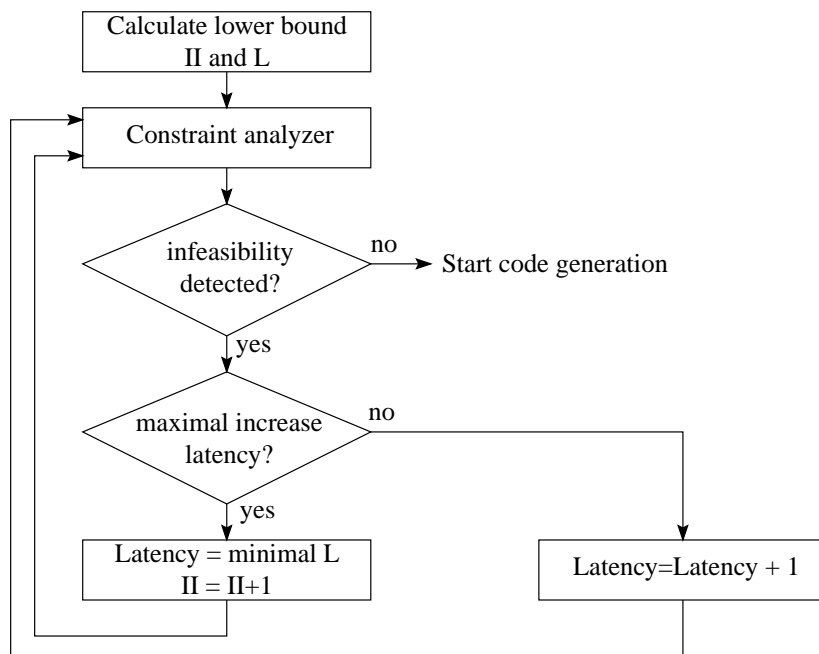 Calculate lower bound
II and L
Constraint analyzer
infeasibility
detected?
no
Start code generation
yes
maximal increase
latency?
no
yes
Latency = minimal L
II = II+1
Latency=Latency + 1